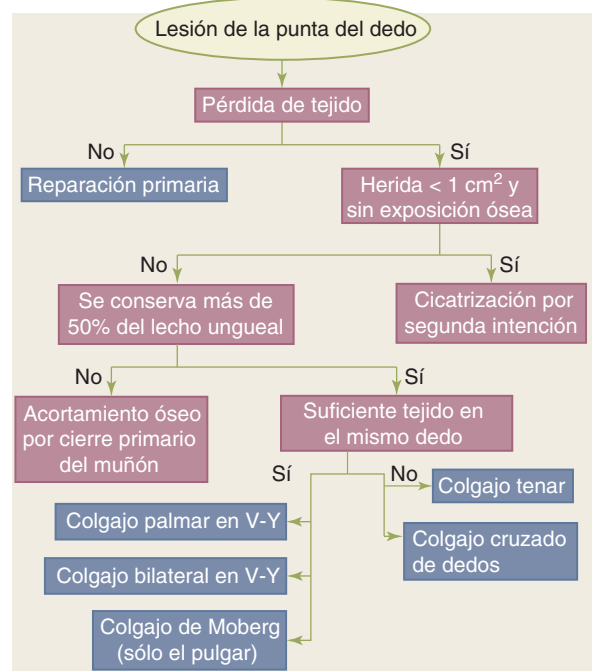 Lesión de la punta del dedo
Pérdida de tejido
No
Sí
Reparación primaria
Herida < 1 cm² y
sin exposición ósea
No
Sí
Se conserva más de
50% del lecho ungueal
Cicatrización por
segunda intención
No
Sí
Acortamiento óseo
por cierre primario
del muñón
Suficiente tejido en
el mismo dedo
Sí
No
Colgajo tenar
Colgajo palmar en V-Y
Colgajo cruzado
de dedos
Colgajo bilateral en V-Y
Colgajo de Moberg
(sólo el pulgar)